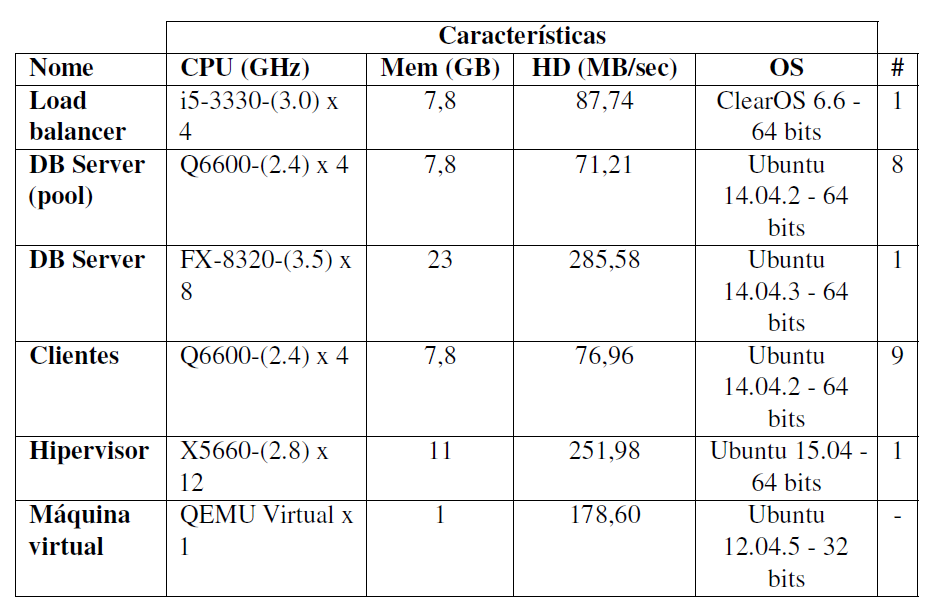 Características
Nome CPU (GHz) Mem (GB) HD (MB/sec) OS #
Load i5-3330-(3.0) x 7,8 87,74 ClearOS 6.6 - 1
balancer 4 64 bits
DB Server Q6600-(2.4) x 4 7,8 71,21 Ubuntu 8
(pool) 14.04.2 - 64
bits
DB Server FX-8320-(3.5) x 23 285,58 Ubuntu 1
8 14.04.3 - 64
bits
Clientes Q6600-(2.4) x 4 7,8 76,96 Ubuntu 9
14.04.2 - 64
bits
Hipervisor X5660-(2.8) x 11 251,98 Ubuntu 15.04 - 1
12 64 bits
Máquina QEMU Virtual x 1 178,60 Ubuntu -
virtual 1 12.04.5 - 32
bits